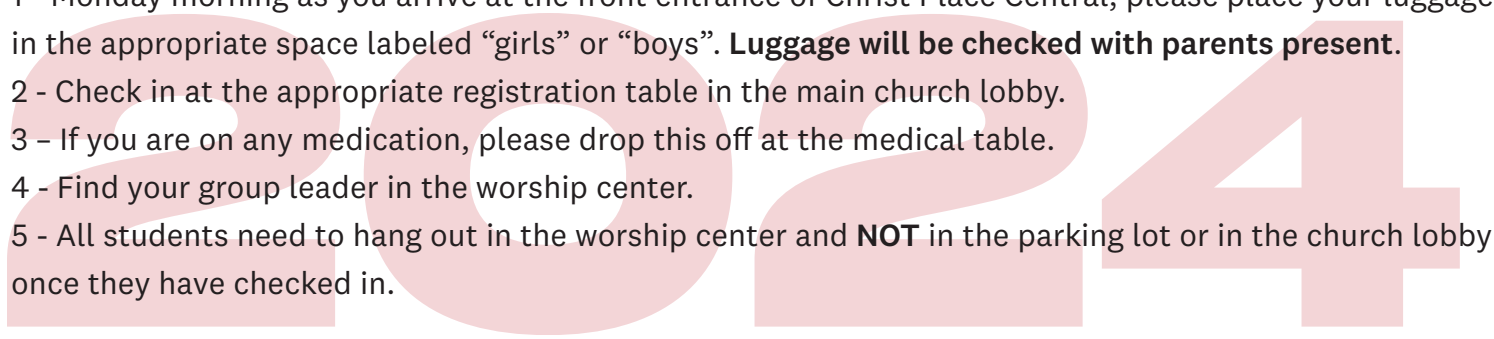 1 - Monday morning as you arrive at the front entrance of Christ Place Central, please place your luggage
in the appropriate space labeled “girls” or “boys”. Luggage will be checked with parents present.
2 - Check in at the appropriate registration table in the main church lobby.
3 – If you are on any medication, please drop this off at the medical table.
4 - Find your group leader in the worship center.
5 - All students need to hang out in the worship center and NOT in the parking lot or in the church lobby
once they have checked in.
2024